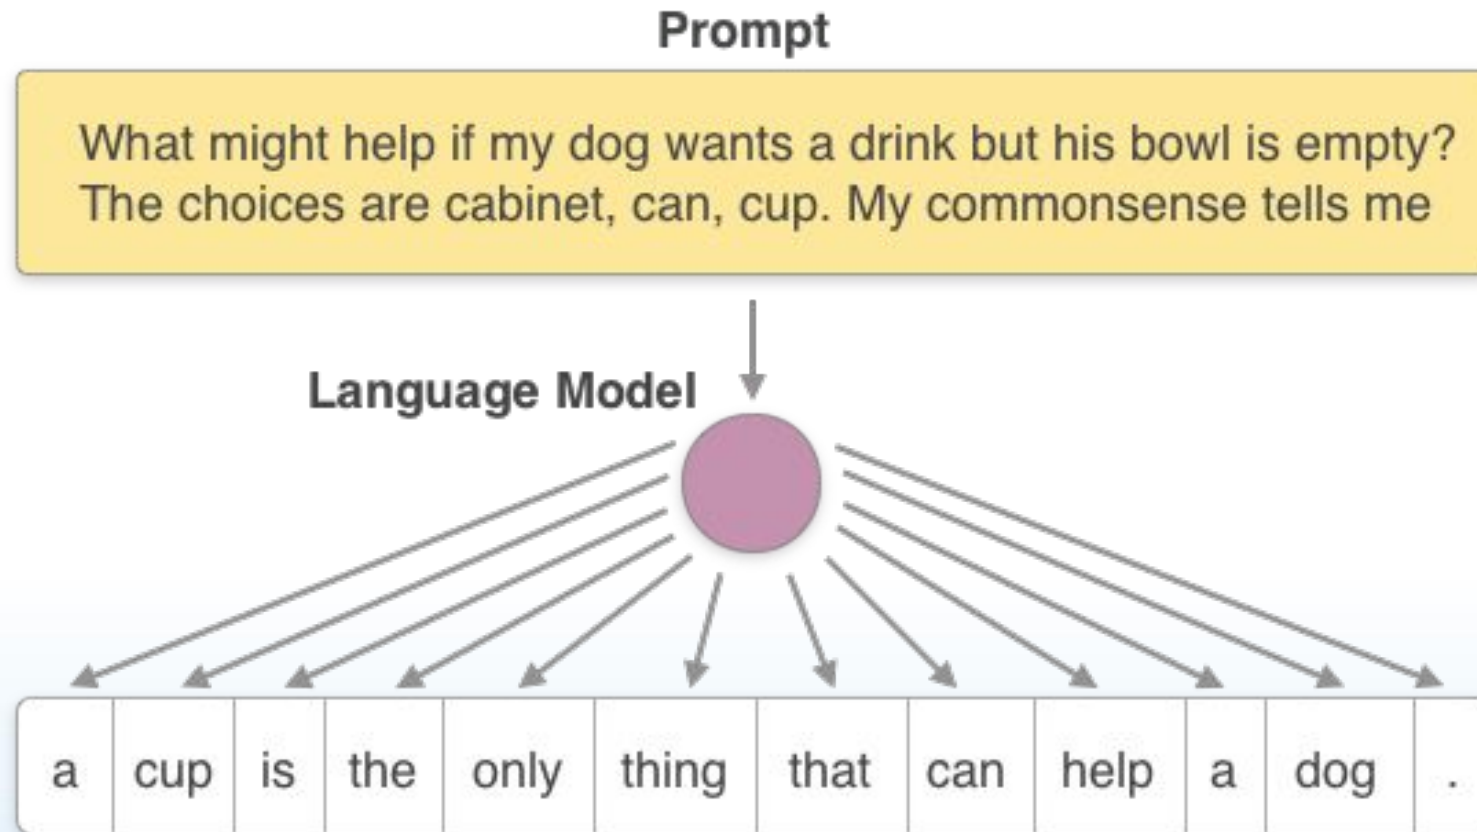 Prompt
What might help if my dog wants a drink but his bowl is empty?
The choices are cabinet, can, cup. My commonsense tells me
Language Model
a cup is the only thing that can help a dog .